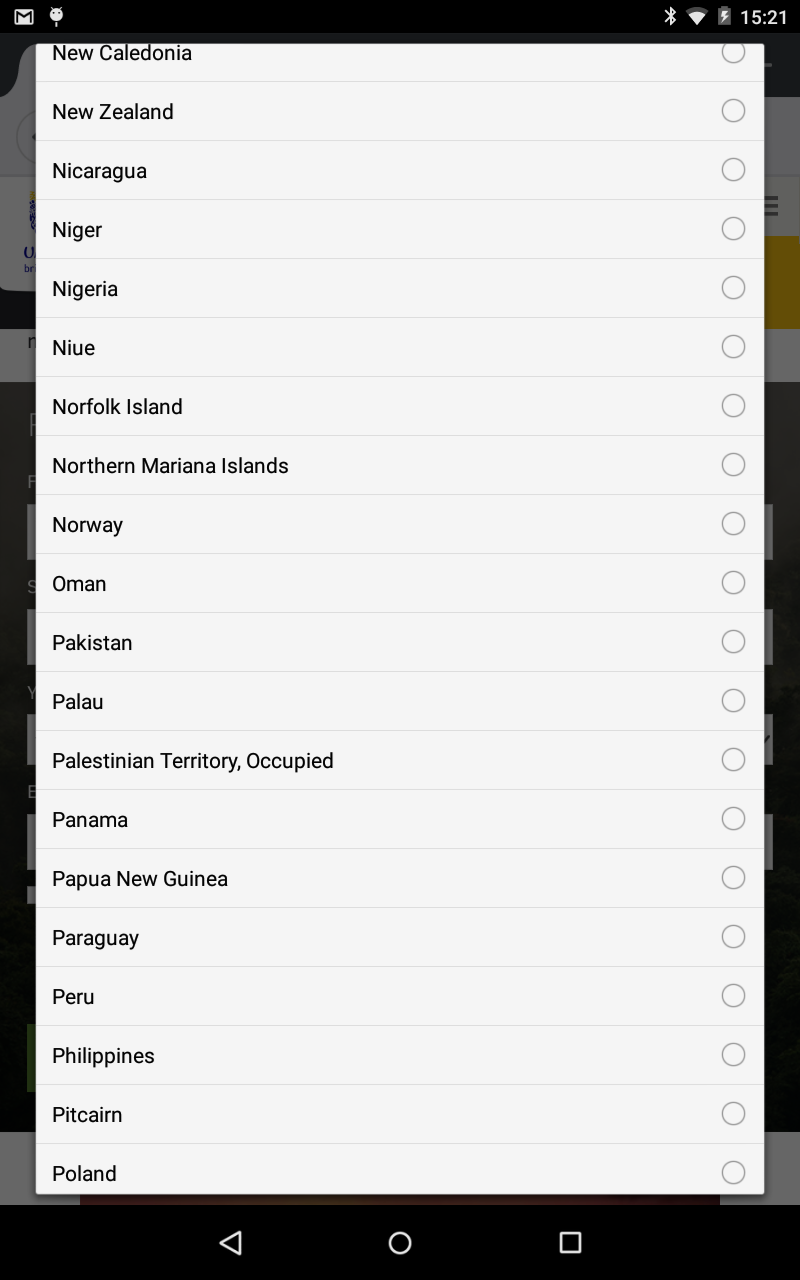 15:21
New Caledonia
New Zealand
Nicaragua
Niger
Nigeria
Niue
Norfolk Island
Northern Mariana Islands
Norway
Oman
Pakistan
Palau
Palestinian Territory, Occupied
Panama
Papua New Guinea
Paraguay
Peru
Philippines
Pitcairn
Poland